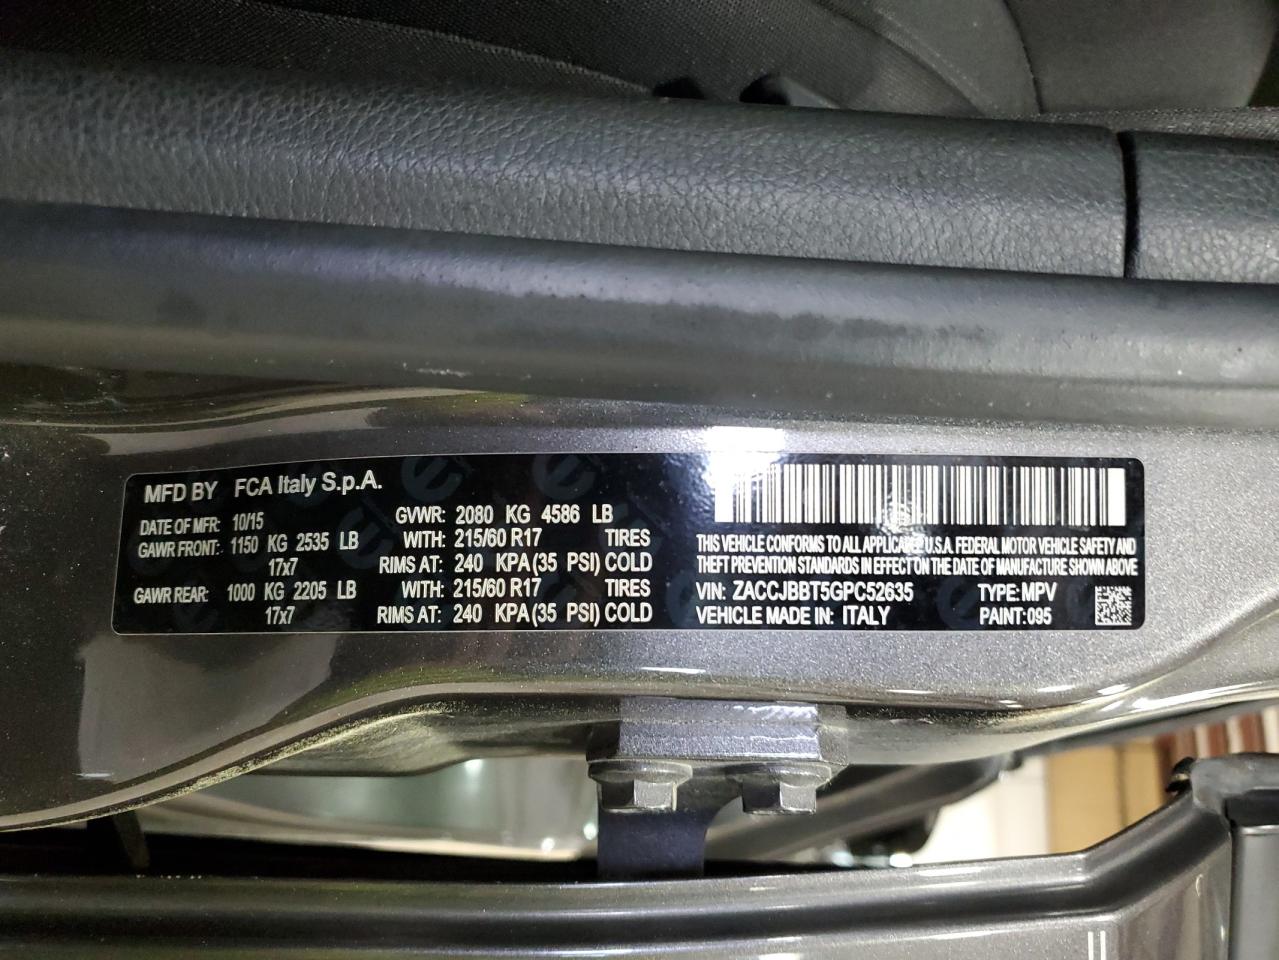 MFD BY FCA Italy S.p.A.
DATE OF MFR: 10/15 GVWR: 2080 KG 4586 LB
GAWR FRONT: 1150 KG 2535 LB WITH: 215/60 R17 TIRES
17x7 RIMS AT: 240 KPA (35 PSI) COLD
GAWR REAR: 1000 KG 2205 LB WITH: 215/60 R17 TIRES
17x7 RIMS AT: 240 KPA (35 PSI) COLD
THIS VEHICLE CONFORMS TO ALL APPLICABLE U.S.A. FEDERAL MOTOR VEHICLE SAFETY AND
THEFT PREVENTION STANDARDS IN EFFECT ON THE DATE OF MANUFACTURE SHOWN ABOVE
VIN: ZACCJBBT5GPC52635 TYPE: MPV
VEHICLE MADE IN: ITALY PAINT: 095